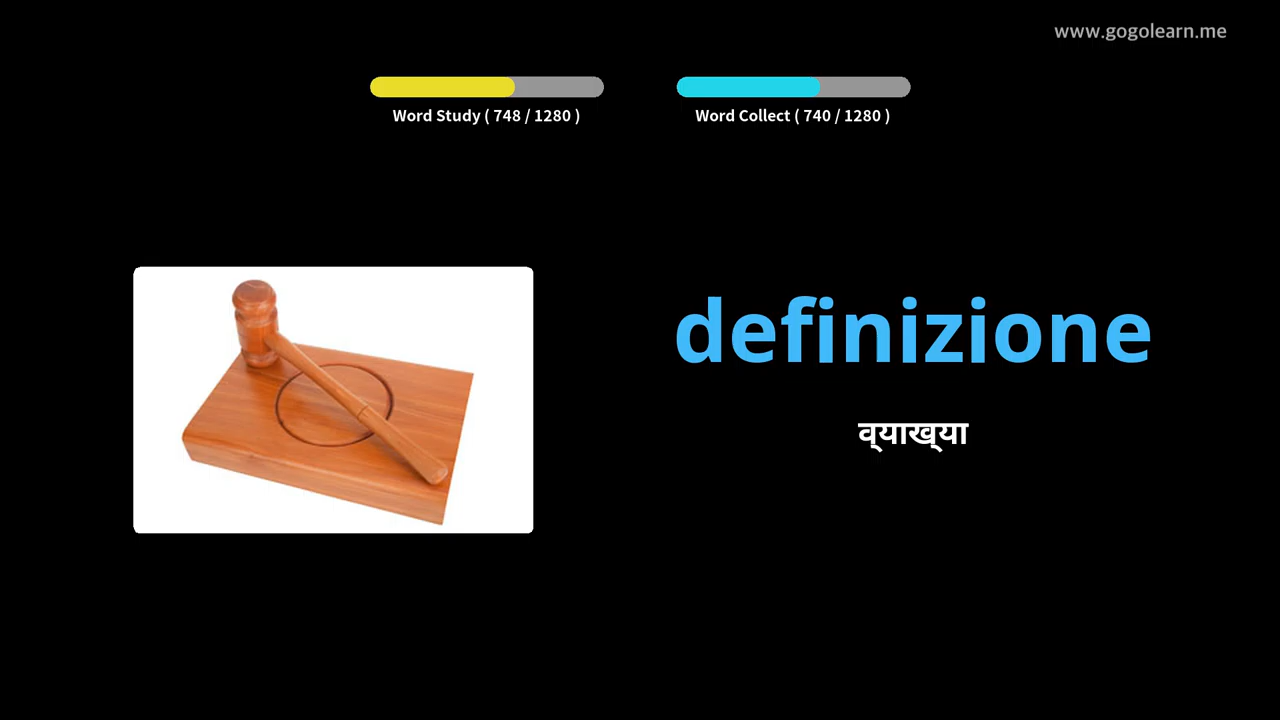 www.gogolearn.me
Word Study ( 748 / 1280 )
Word Collect ( 740 / 1280 )
definizione
व्याख्या